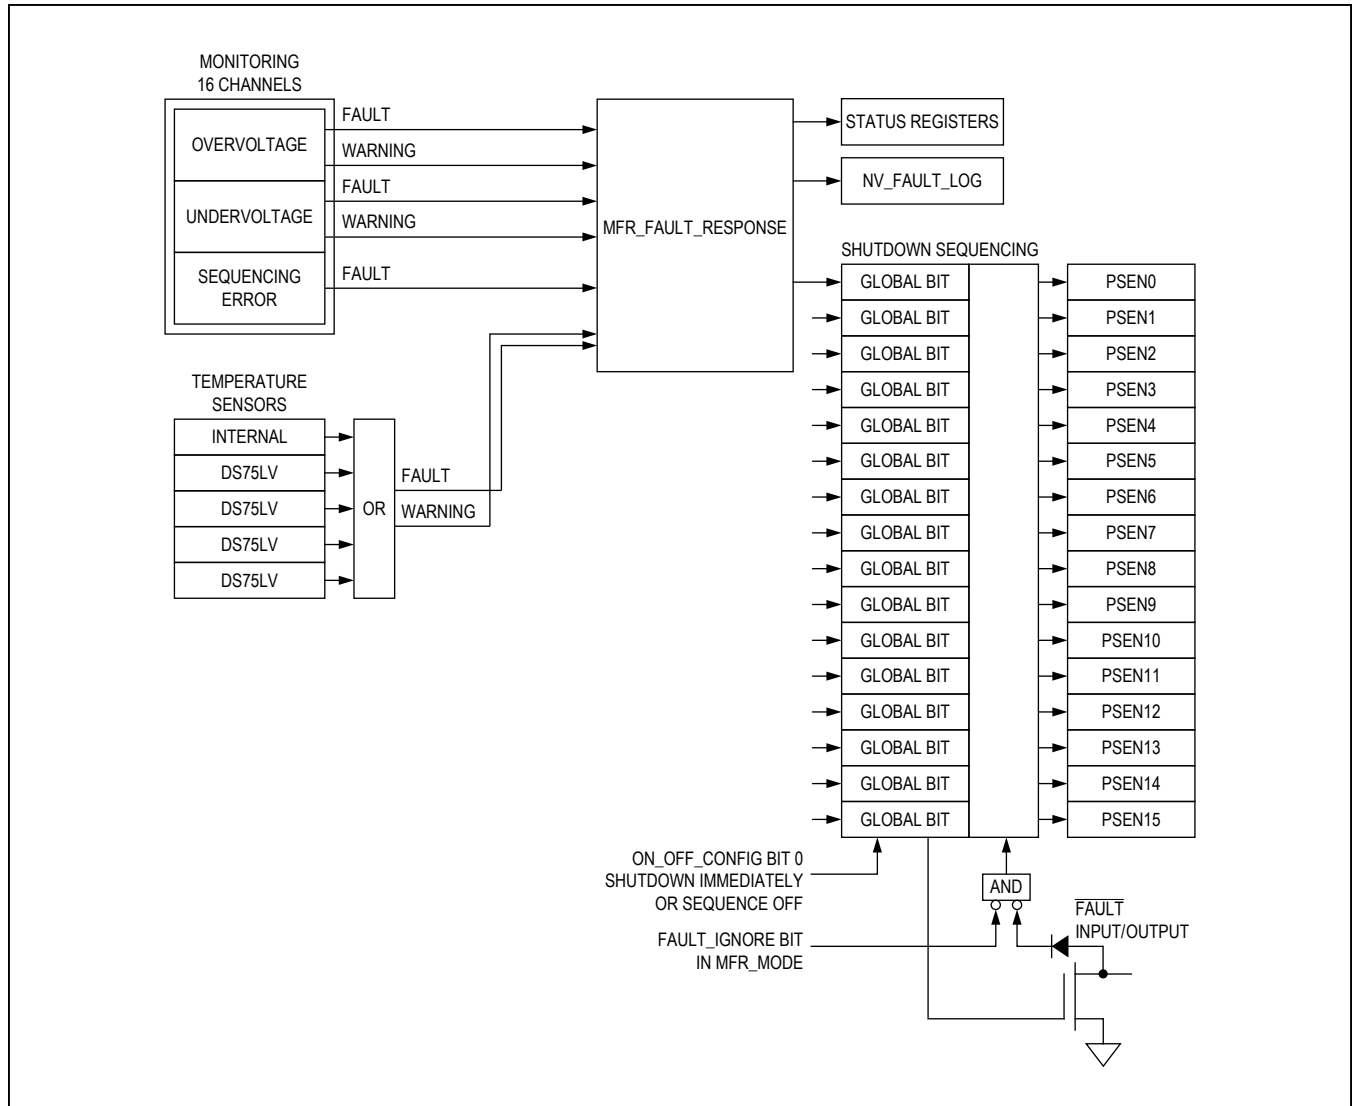 MONITORING
16 CHANNELS
OVERVOLTAGE
UNDERVOLTAGE
SEQUENCING
ERROR
FAULT
WARNING
FAULT
WARNING
FAULT
MFR_FAULT_RESPONSE
STATUS REGISTERS
NV_FAULT_LOG
TEMPERATURE
SENSORS
INTERNAL
DS75LV
DS75LV
DS75LV
DS75LV
OR
FAULT
WARNING
SHUTDOWN SEQUENCING
GLOBAL BIT PSEN0
GLOBAL BIT PSEN1
GLOBAL BIT PSEN2
GLOBAL BIT PSEN3
GLOBAL BIT PSEN4
GLOBAL BIT PSEN5
GLOBAL BIT PSEN6
GLOBAL BIT PSEN7
GLOBAL BIT PSEN8
GLOBAL BIT PSEN9
GLOBAL BIT PSEN10
GLOBAL BIT PSEN11
GLOBAL BIT PSEN12
GLOBAL BIT PSEN13
GLOBAL BIT PSEN14
GLOBAL BIT PSEN15
ON_OFF_CONFIG BIT 0
SHUTDOWN IMMEDIATELY
OR SEQUENCE OFF
AND
FAULT_IGNORE BIT
IN MFR_MODE
FAULT
INPUT/OUTPUT